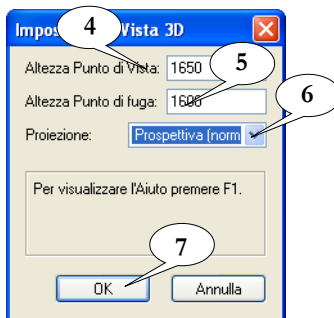 Impos 4 Vista 3D
Altezza Punto di Vista: 1650
5
Altezza Punto di fuga: 1600
6
Proiezione: Prospettiva (norm
Per visualizzare l'Aiuto premere F1.
7
OK Annulla